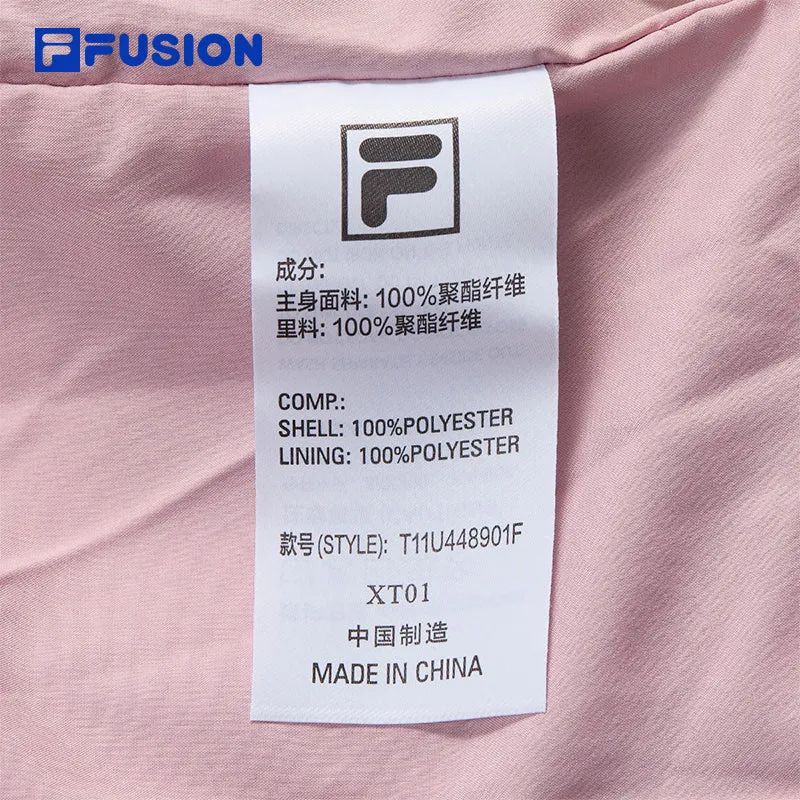 FUSION
成分:
主身面料: 100%聚酯纤维
里料: 100%聚酯纤维
COMP.:
SHELL: 100%POLYESTER
LINING: 100%POLYESTER
款号(STYLE): T11U448901F
XT01
中国制造
MADE IN CHINA